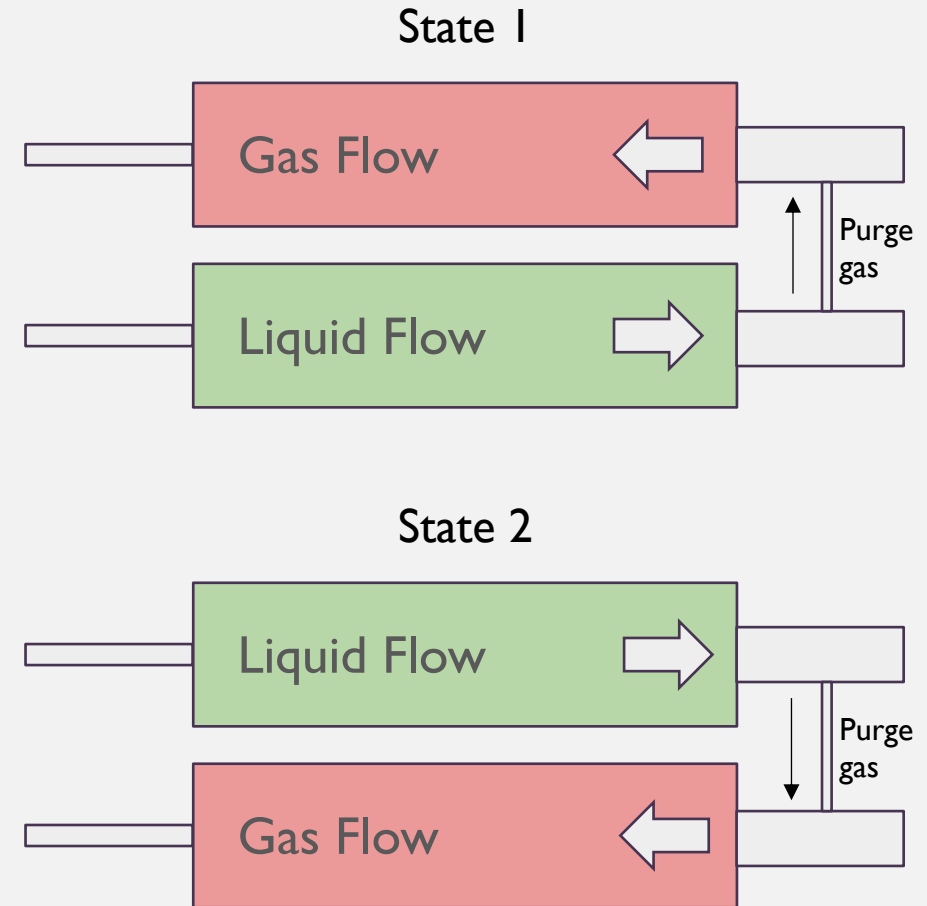 State 1
Gas Flow
Purge
gas
Liquid Flow
State 2
Liquid Flow
Purge
gas
Gas Flow